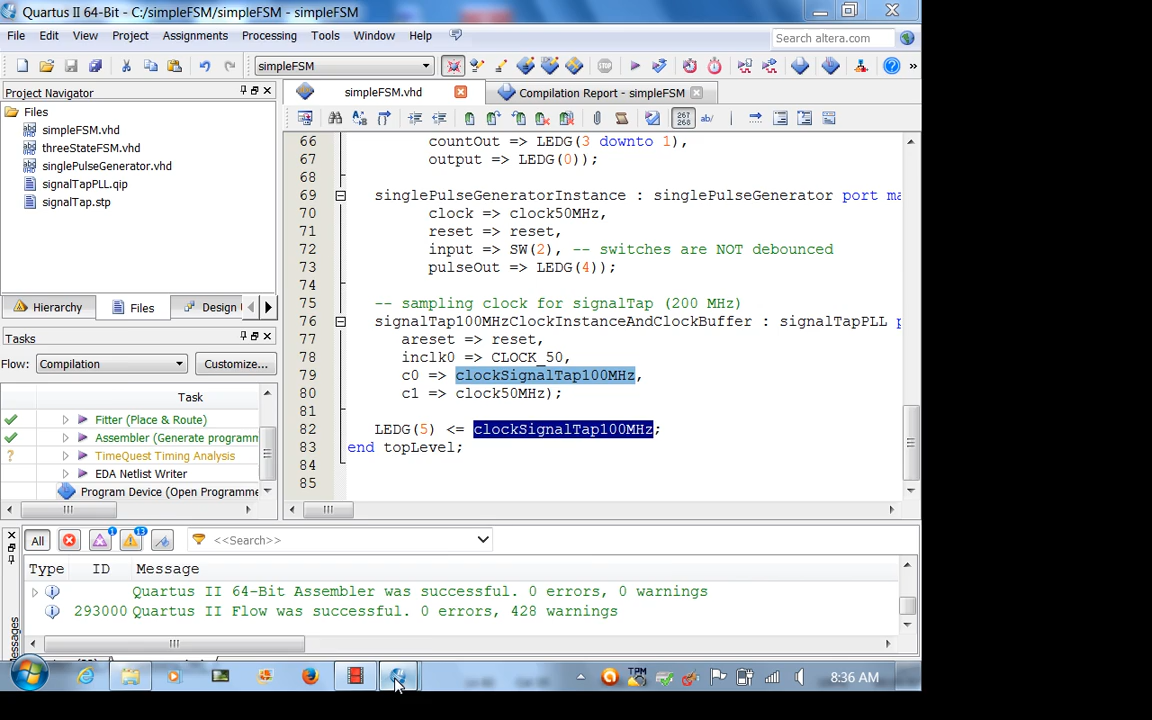 Quartus II 64-Bit - C:/simpleFSM/simpleFSM - simpleFSM
File Edit View Project Assignments Processing Tools Window Help
Search altera.com
simpleFSM
STOP
»
Project Navigator
Files
simpleFSM.vhd
threeStateFSM.vhd
singlePulseGenerator.vhd
signalTapPLL.qip
signalTap.stp
Hierarchy Files Design
Tasks
Flow: Compilation Customize...
Task
Fitter (Place & Route)
Assembler (Generate programm
? TimeQuest Timing Analysis
EDA Netlist Writer
Program Device (Open Programme
simpleFSM.vhd Compilation Report - simpleFSM
267
268
ab/
66 countOut => LEDG(3 downto 1),
67 output => LEDG(0));
68
69 singlePulseGeneratorInstance : singlePulseGenerator port ma
70 clock => clock50MHz,
71 reset => reset,
72 input => SW(2), -- switches are NOT debounced
73 pulseOut => LEDG(4));
74
75 -- sampling clock for signalTap (200 MHz)
76 signalTap100MHzClockInstanceAndClockBuffer : signalTapPLL p
77 areset => reset,
78 inclk0 => CLOCK_50,
79 c0 => clockSignalTap100MHz,
80 c1 => clock50MHz);
81
82 LEDG(5) <= clockSignalTap100MHz;
83 end topLevel;
84
85
All 1 13 <<Search>>
Type ID Message
Quartus II 64-Bit Assembler was successful. 0 errors, 0 warnings
293000 Quartus II Flow was successful. 0 errors, 428 warnings
Messages
8:36 AM